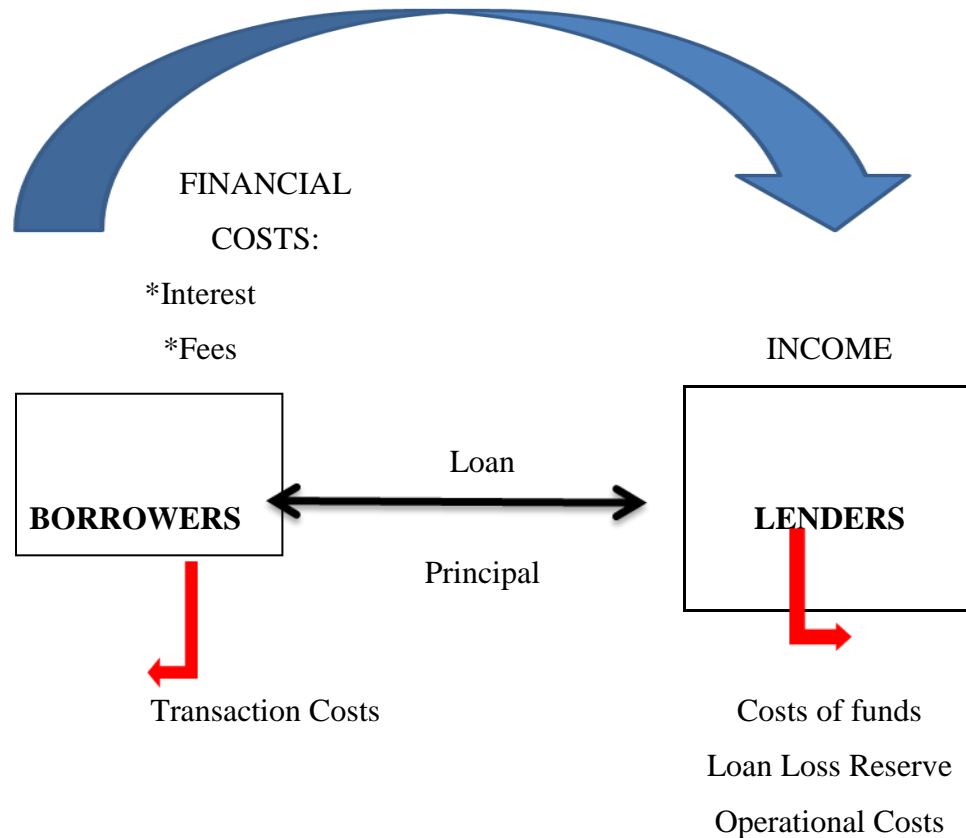 FINANCIAL
COSTS:
*Interest
*Fees
INCOME
Loan
BORROWERS
LENDERS
Principal
Transaction Costs
Costs of funds
Loan Loss Reserve
Operational Costs